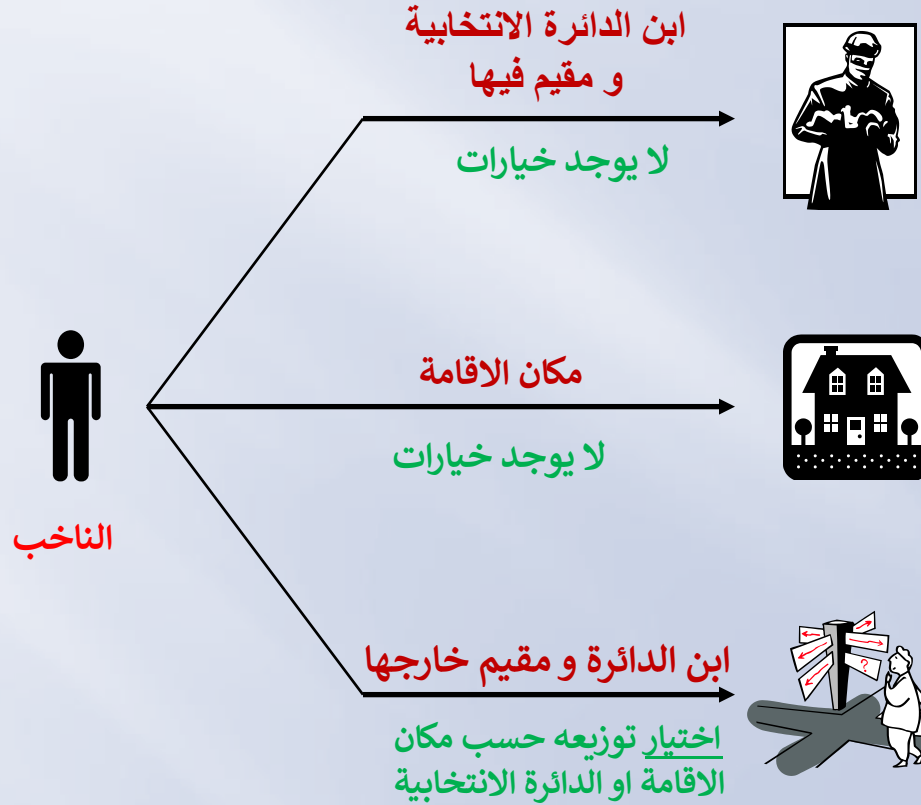 ابن الدائرة الانتخابية
و مقيم فيها
لا يوجد خيارات
مكان الاقامة
لا يوجد خيارات
الناخب
ابن الدائرة و مقيم خارجها
اختيار توزيعه حسب مكان
الاقامة او الدائرة الانتخابية
?